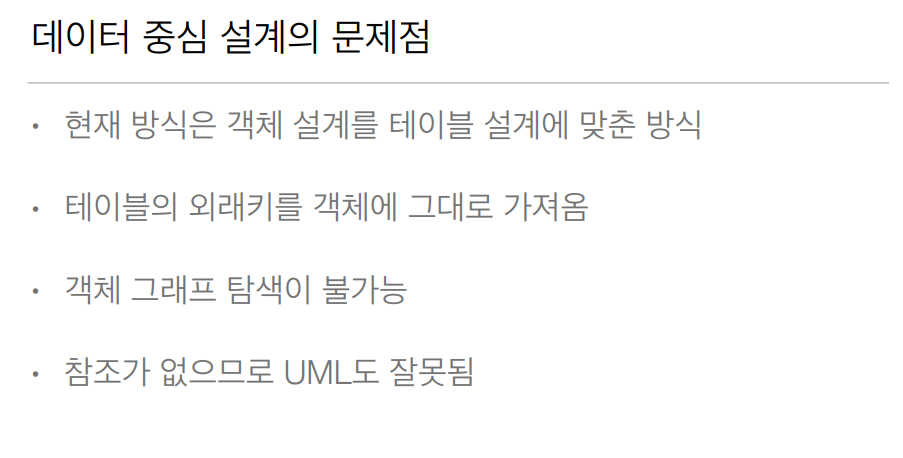 데이터 중심 설계의 문제점
• 현재 방식은 객체 설계를 테이블 설계에 맞춘 방식
• 테이블의 외래키를 객체에 그대로 가져옴
• 객체 그래프 탐색이 불가능
• 참조가 없으므로 UML도 잘못됨